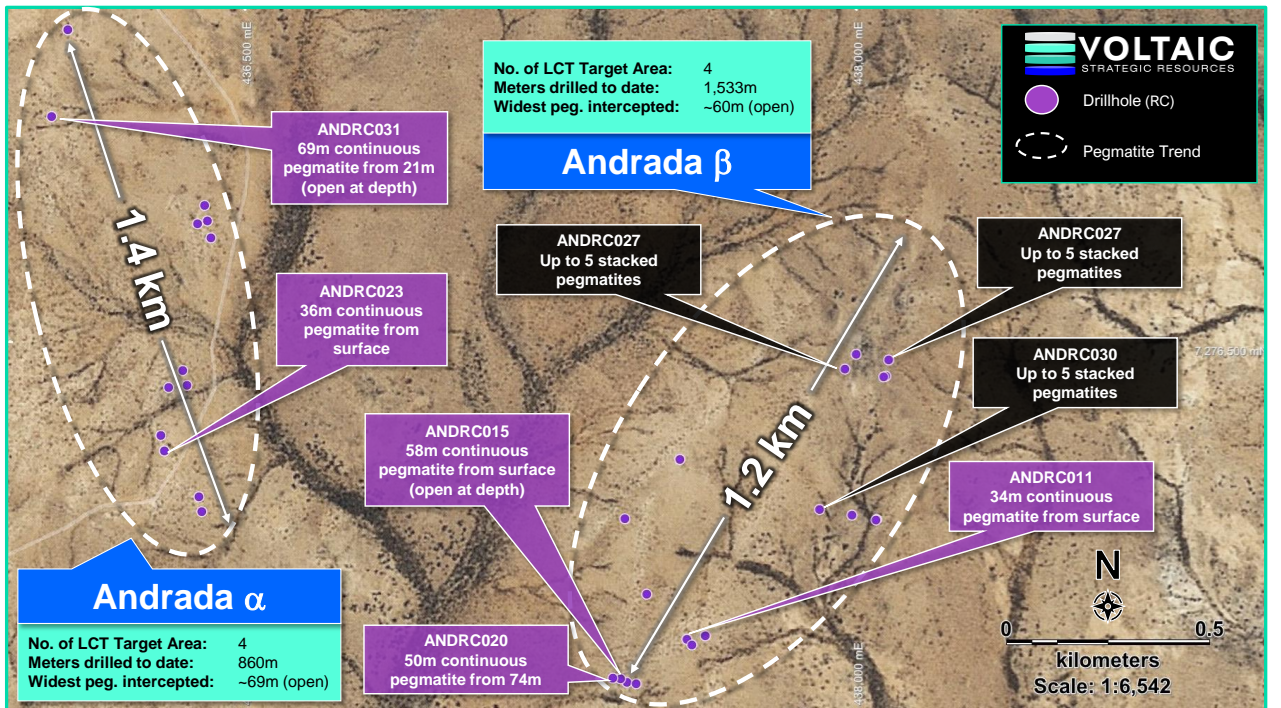 436,500 mE
438,000 mE
VOLTAIC
STRATEGIC RESOURCES
Drillhole (RC)
Pegmatite Trend
No. of LCT Target Area: 4
Meters drilled to date: 1,533m
Widest peg. intercepted: ~60m (open)
Andrada β
ANDRC031
69m continuous
pegmatite from 21m
(open at depth)
1.4 km
ANDRC023
36m continuous
pegmatite from
surface
ANDRC027
Up to 5 stacked
pegmatites
ANDRC027
Up to 5 stacked
pegmatites
7,276,500 mN
ANDRC030
Up to 5 stacked
pegmatites
1.2 km
ANDRC015
58m continuous
pegmatite from surface
(open at depth)
ANDRC011
34m continuous
pegmatite from surface
Andrada α
No. of LCT Target Area: 4
Meters drilled to date: 860m
Widest peg. intercepted: ~69m (open)
ANDRC020
50m continuous
pegmatite from 74m
438,000 mE
N
0 0.5
kilometers
Scale: 1:6,542